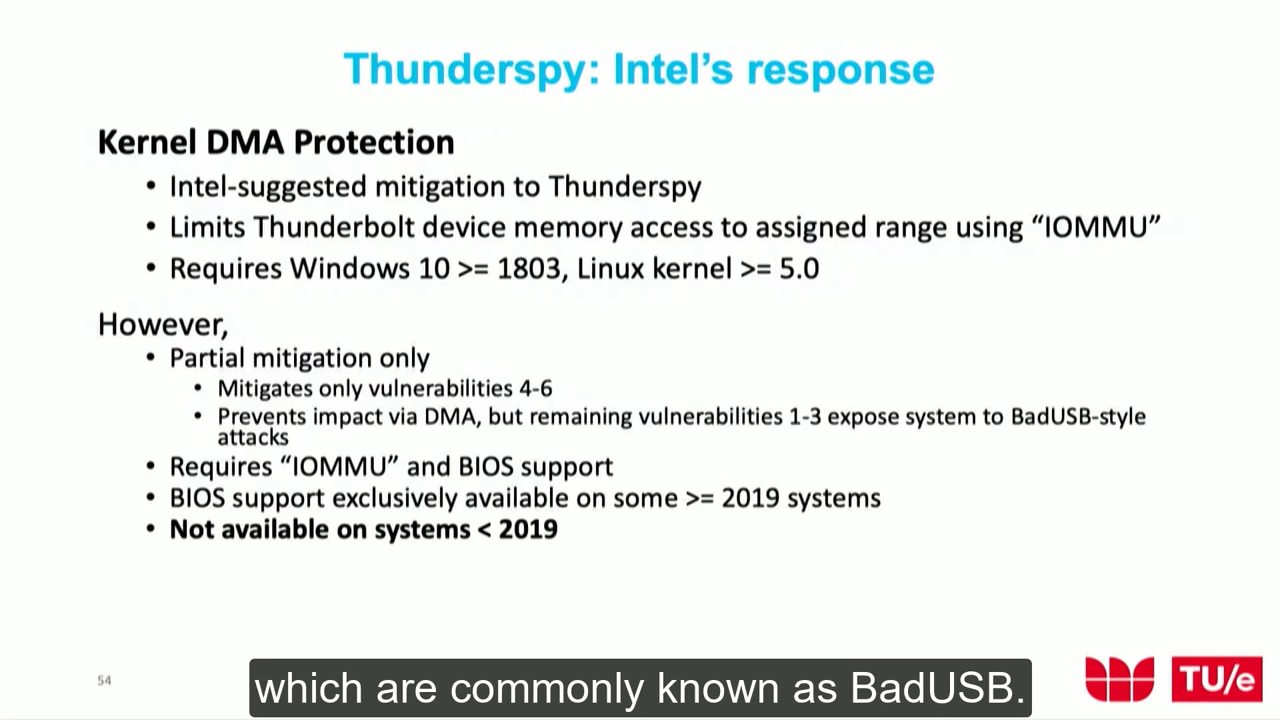 Thunderspy: Intel's response
Kernel DMA Protection
• Intel-suggested mitigation to Thunderspy
• Limits Thunderbolt device memory access to assigned range using “IOMMU”
• Requires Windows 10 >= 1803, Linux kernel >= 5.0
However,
• Partial mitigation only
• Mitigates only vulnerabilities 4-6
• Prevents impact via DMA, but remaining vulnerabilities 1-3 expose system to BadUSB-style
attacks
• Requires “IOMMU” and BIOS support
• BIOS support exclusively available on some >= 2019 systems
• Not available on systems < 2019
54
which are commonly known as BadUSB.
TU/e